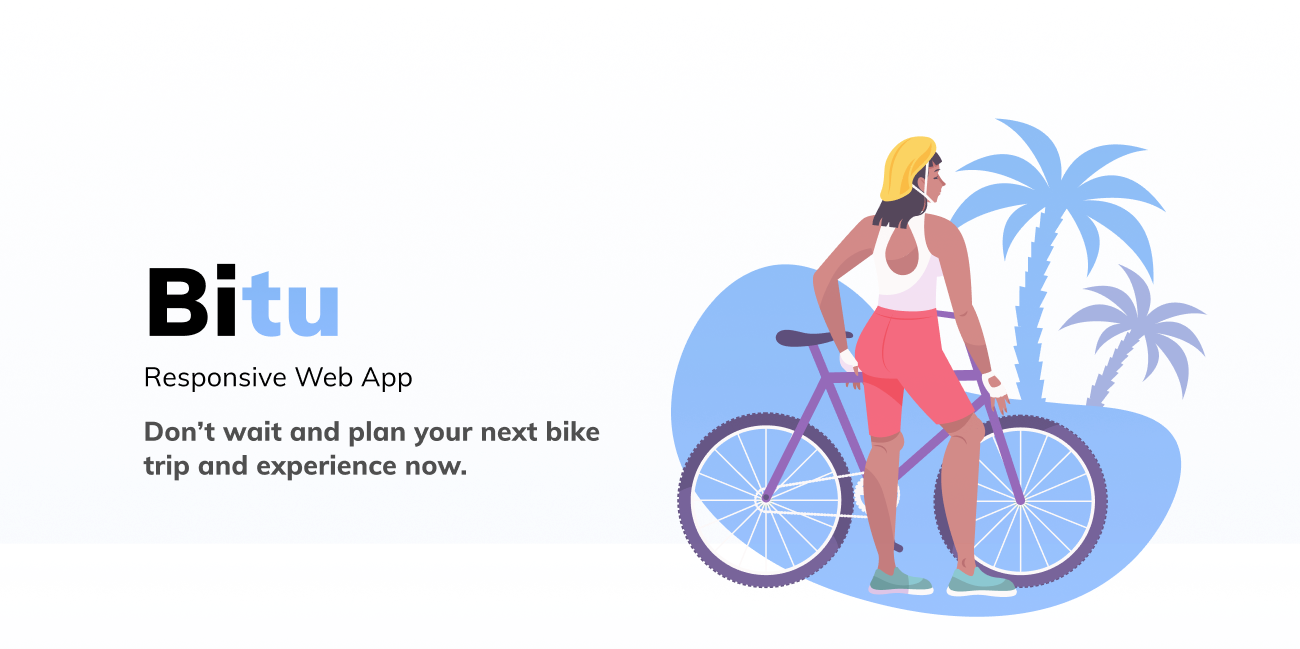 Bitu
Responsive Web App
Don’t wait and plan your next bike
trip and experience now.